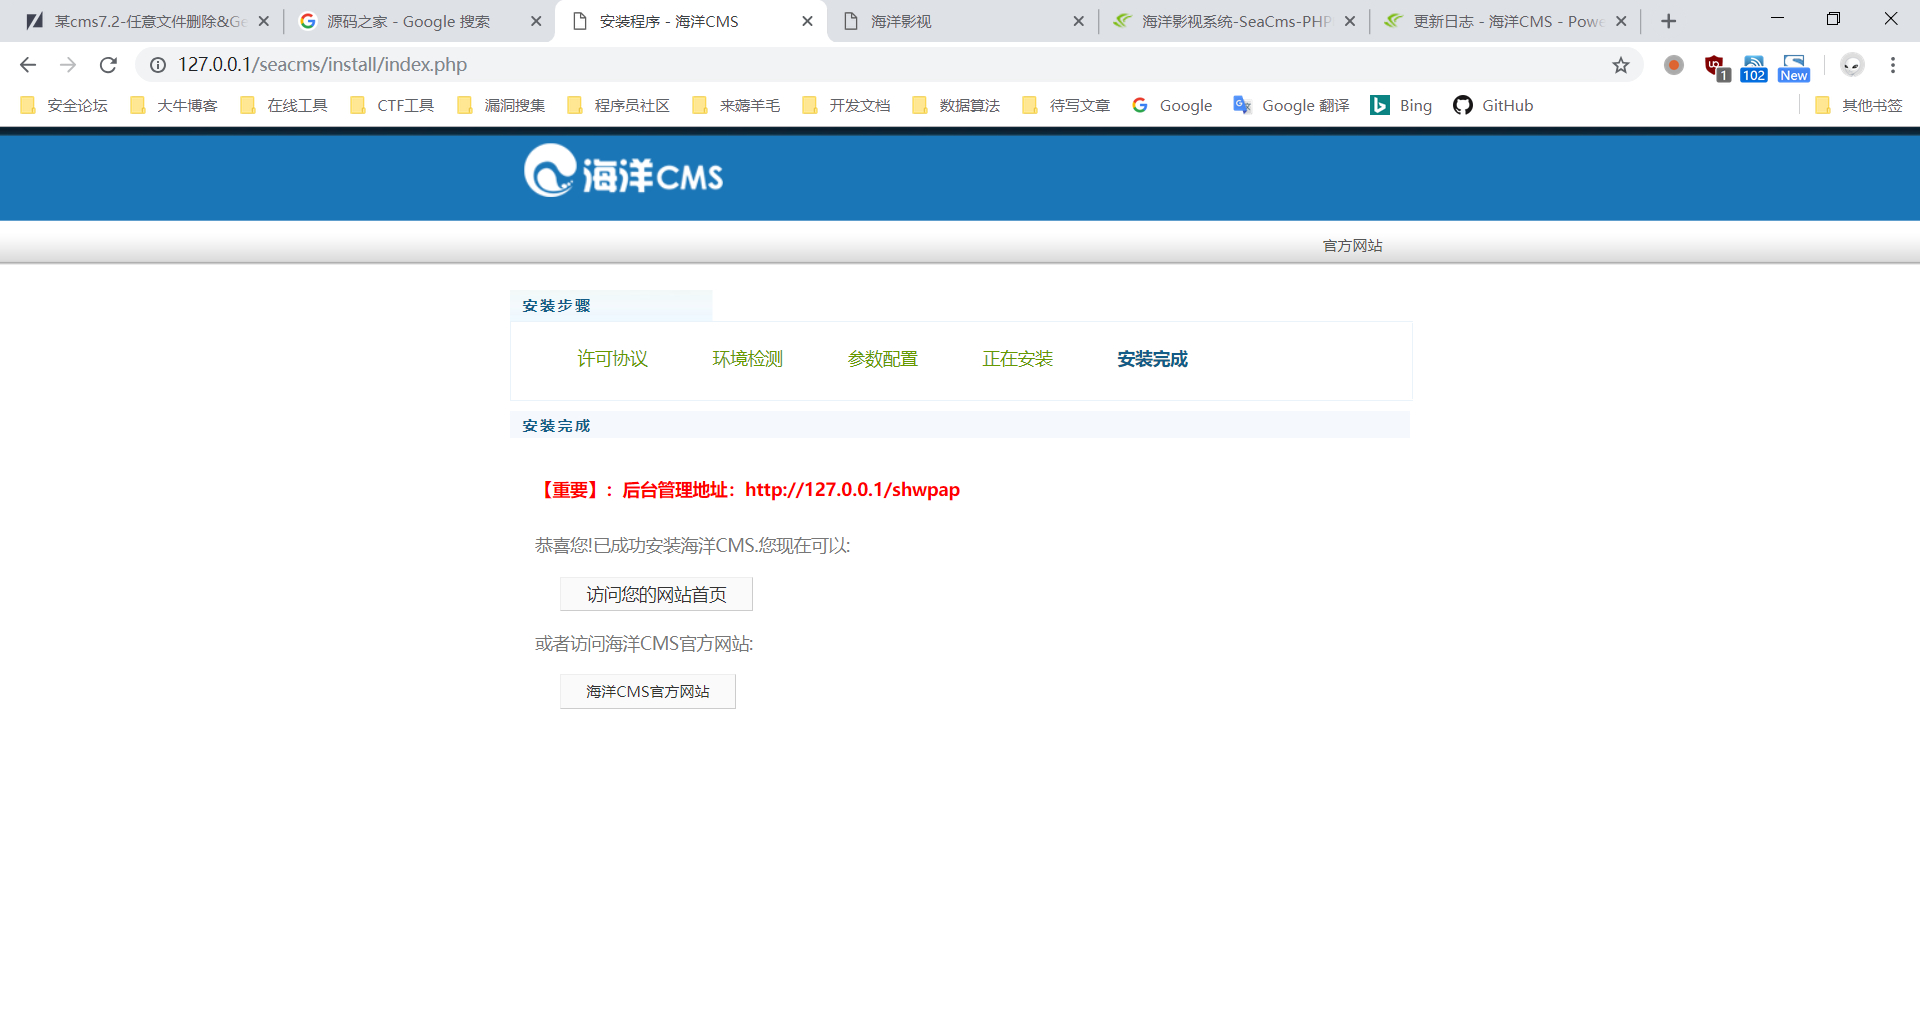 某cms7.2-任意文件删除&Ge
源码之家 - Google 搜索
安装程序 - 海洋CMS
海洋影视
海洋影视系统-SeaCms-PHP
更新日志 - 海洋CMS - Powe
127.0.0.1/seacms/install/index.php
1
102
New
安全论坛 大牛博客 在线工具 CTF工具 漏洞搜集 程序员社区 来薅羊毛 开发文档 数据算法 待写文章 Google Google 翻译 Bing GitHub 其他书签
海洋CMS
官方网站
安装步骤
许可协议 环境检测 参数配置 正在安装 安装完成
安装完成
【重要】：后台管理地址：http://127.0.0.1/shwpap
恭喜您!已成功安装海洋CMS.您现在可以:
访问您的网站首页
或者访问海洋CMS官方网站:
海洋CMS官方网站